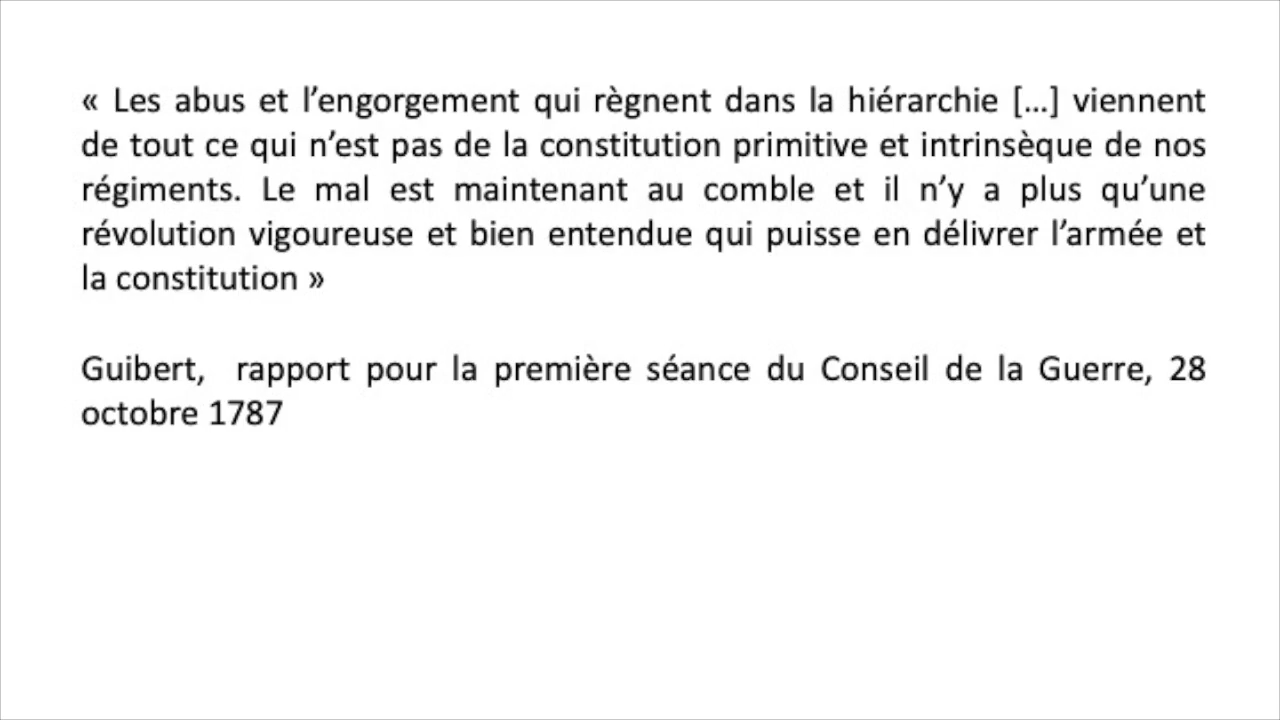 « Les abus et l’engorgement qui règnent dans la hiérarchie [...] viennent
de tout ce qui n’est pas de la constitution primitive et intrinsèque de nos
régiments. Le mal est maintenant au comble et il n’y a plus qu’une
révolution vigoureuse et bien entendue qui puisse en délivrer l’armée et
la constitution »
Guibert, rapport pour la première séance du Conseil de la Guerre, 28
octobre 1787